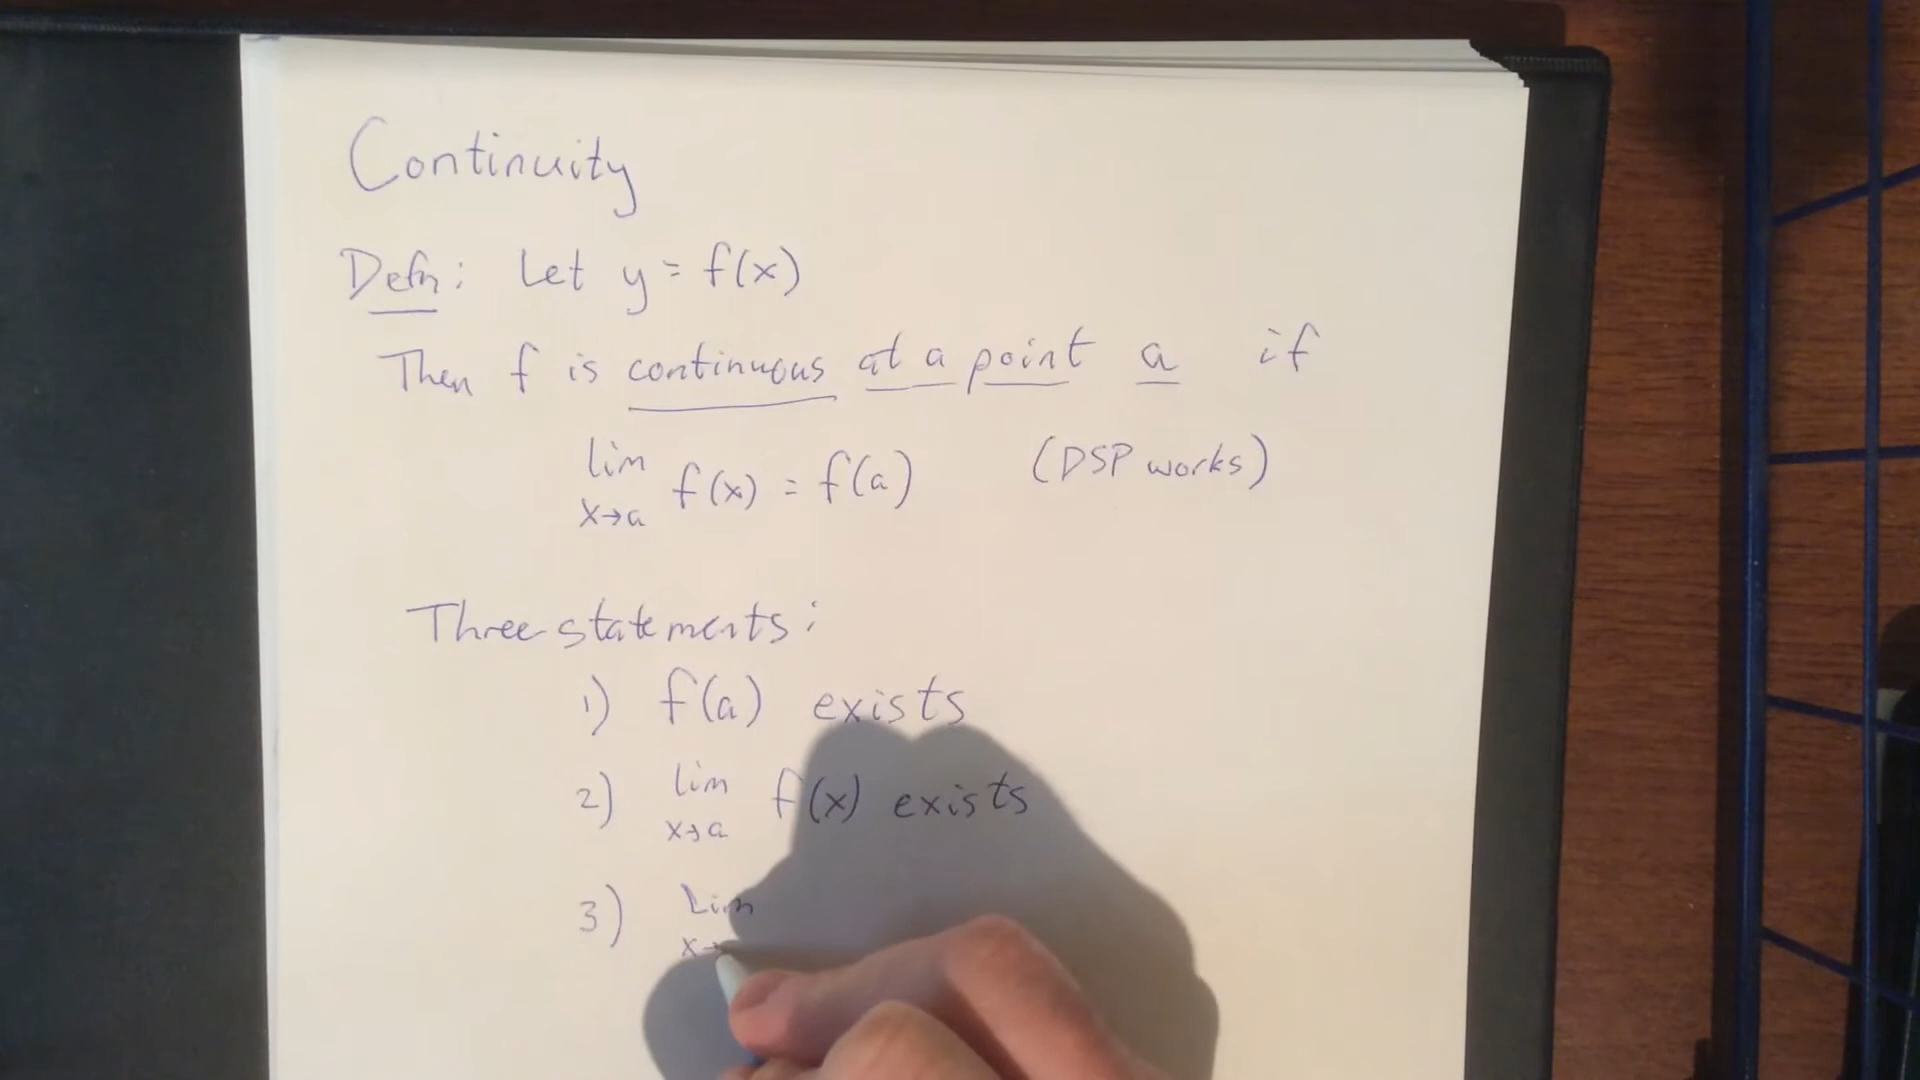 Continuity
Defn: Let y = f(x)
Then f is continuous at a point a if
lim x→a f(x) = f(a) (DSP works)
Three statements:
1) f(a) exists
2) lim x→a f(x) exists
3) Lim x→